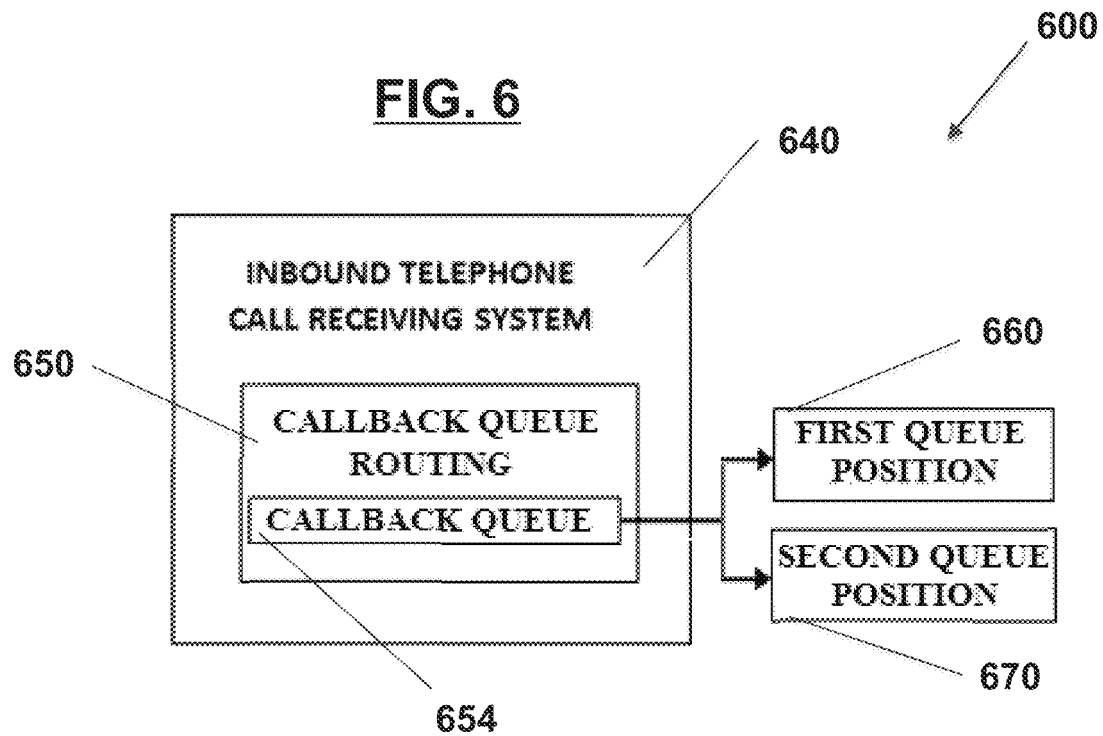 600
FIG. 6
640
INBOUND TELEPHONE
CALL RECEIVING SYSTEM
650
CALLBACK QUEUE
ROUTING
CALLBACK QUEUE
660
FIRST QUEUE
POSITION
SECOND QUEUE
POSITION
670
654